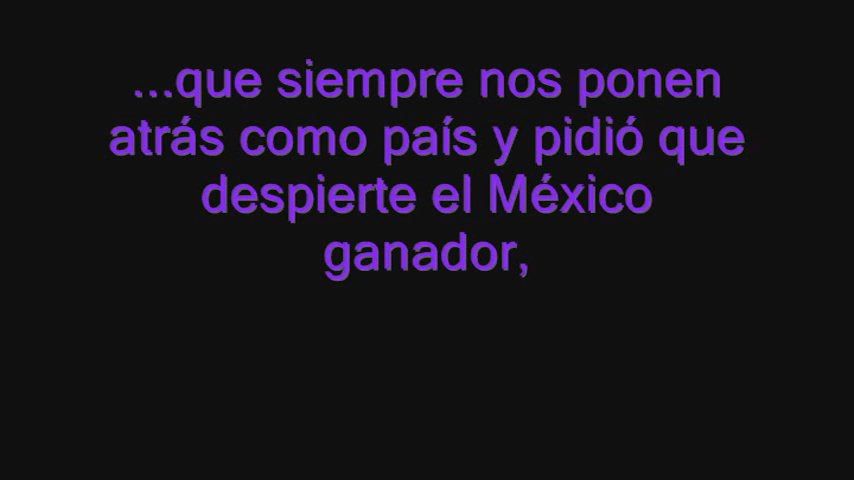 ...que siempre nos ponen
atrás como país y pidió que
despierte el México
ganador,